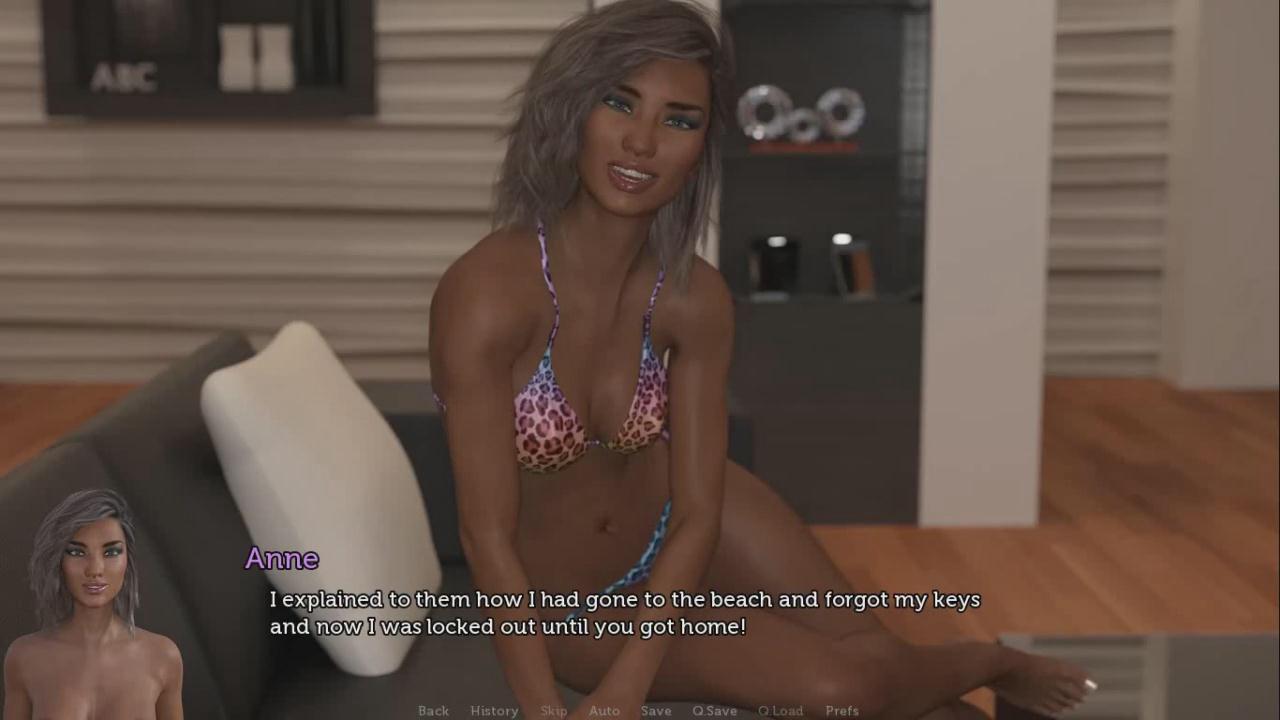 ABC
Anne
I explained to them how I had gone to the beach and forgot my keys
and now I was locked out until you got home!
Back History Skip Auto Save Q.Save Q.Load Prefs